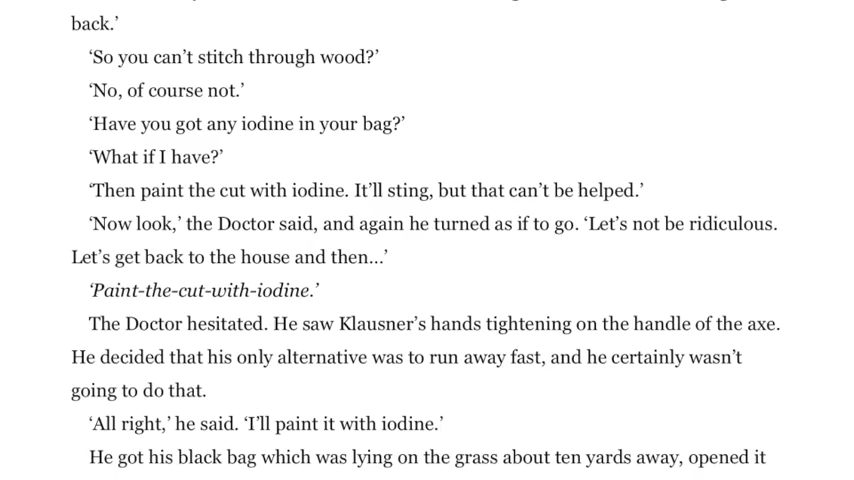 back.’
‘So you can’t stitch through wood?’
‘No, of course not.’
‘Have you got any iodine in your bag?’
‘What if I have?’
‘Then paint the cut with iodine. It’ll sting, but that can’t be helped.’
‘Now look,’ the Doctor said, and again he turned as if to go. ‘Let’s not be ridiculous.
Let’s get back to the house and then…’
‘Paint-the-cut-with-iodine.’
The Doctor hesitated. He saw Klausner’s hands tightening on the handle of the axe.
He decided that his only alternative was to run away fast, and he certainly wasn’t
going to do that.
‘All right,’ he said. ‘I’ll paint it with iodine.’
He got his black bag which was lying on the grass about ten yards away, opened it